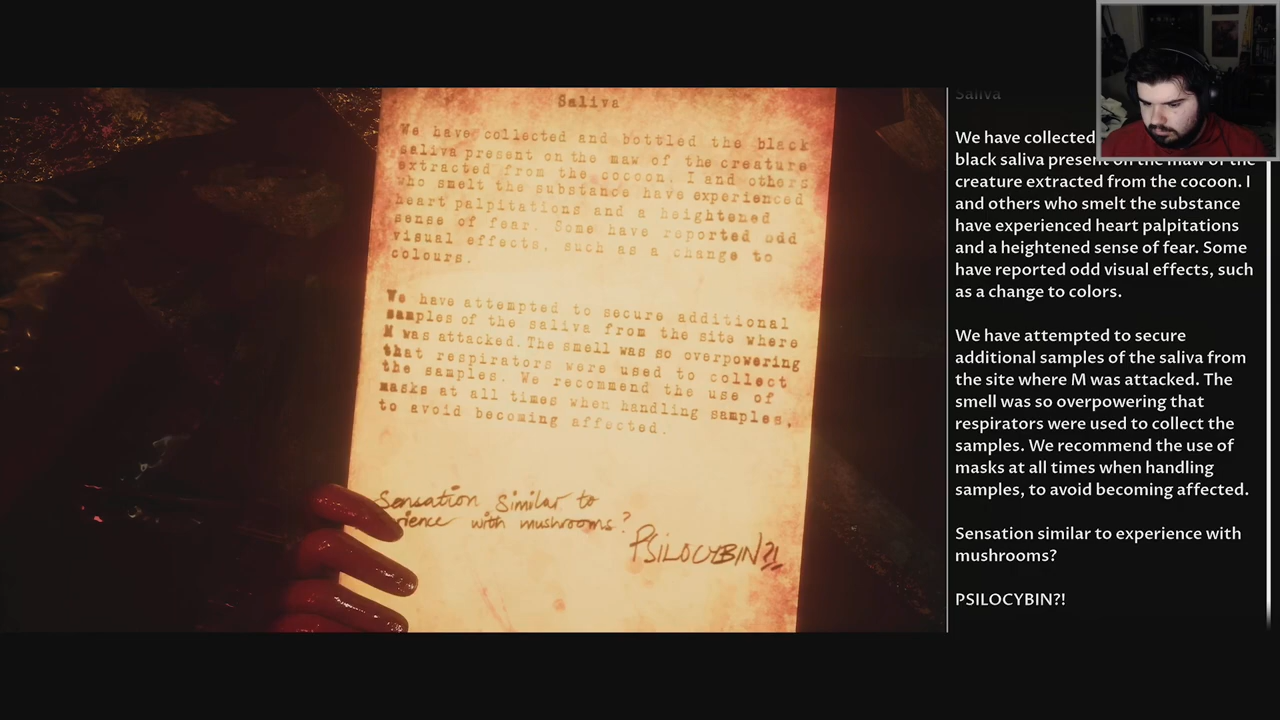 Saliva
We have collected and bottled the black
saliva present on the maw of the creature
extracted from the cocoon. I and others
who smelt the substance have experienced
heart palpitations and a heightened
sense of fear. Some have reported odd
visual effects, such as a change to
colours.
We have attempted to secure additional
samples of the saliva from the site where
M was attacked. The smell was so overpowering
that respirators were used to collect
the samples. We recommend the use of
masks at all times when handling samples,
to avoid becoming affected.
Sensation similar to
rience with mushrooms?
PSILOCYBIN?!
Saliva
We have collected
black saliva present on the maw of the
creature extracted from the cocoon. I
and others who smelt the substance
have experienced heart palpitations
and a heightened sense of fear. Some
have reported odd visual effects, such
as a change to colors.
We have attempted to secure
additional samples of the saliva from
the site where M was attacked. The
smell was so overpowering that
respirators were used to collect the
samples. We recommend the use of
masks at all times when handling
samples, to avoid becoming affected.
Sensation similar to experience with
mushrooms?
PSILOCYBIN?!